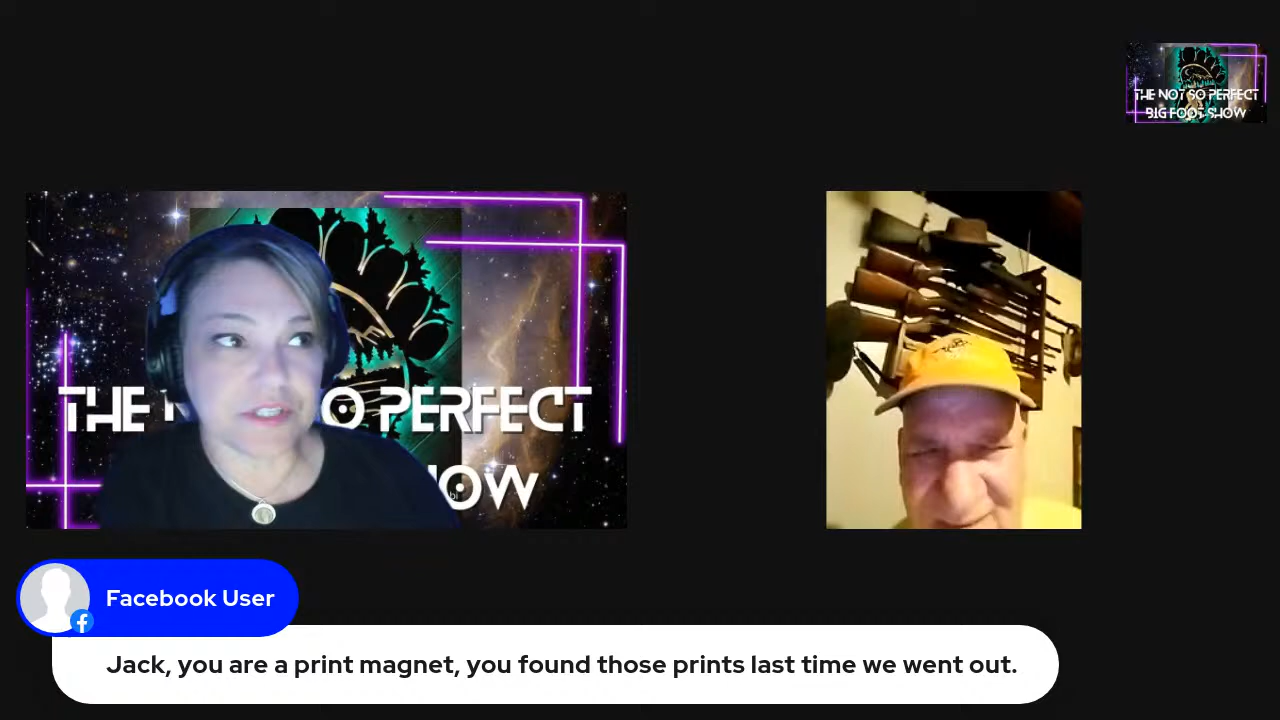 THE NOT SO PERFECT
BIG FOOT SHOW
THE
O PERFECT
HOW
Facebook User
Jack, you are a print magnet, you found those prints last time we went out.